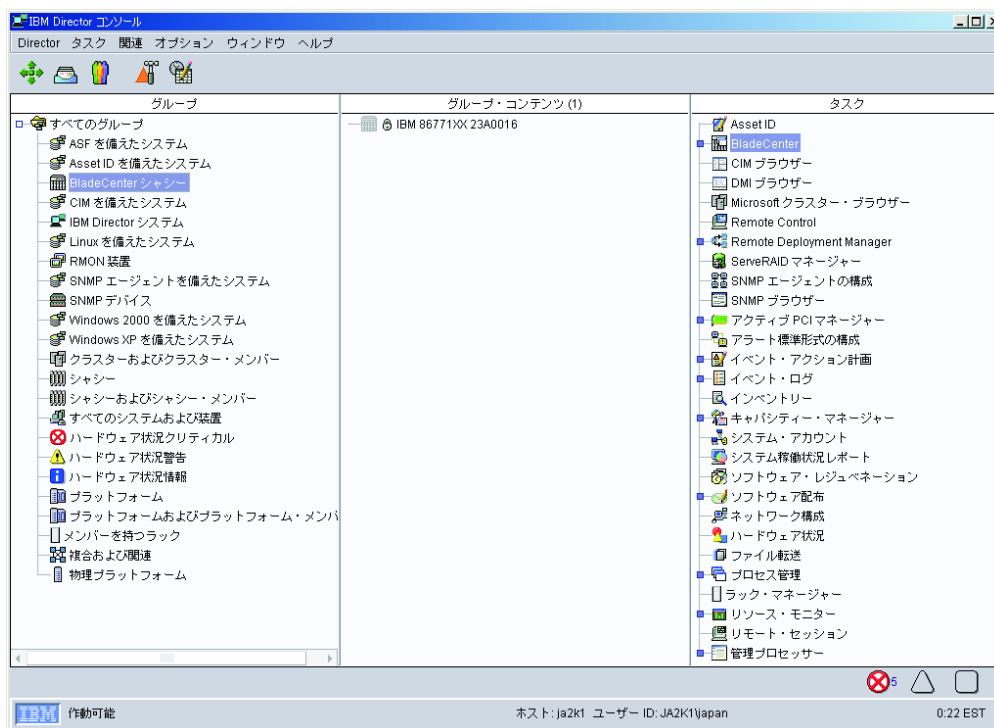 IBM Director コンソール
Director タスク 関連 オプション ウィンドウ ヘルプ
グループ
すべてのグループ
ASF を備えたシステム
Asset ID を備えたシステム
BladeCenter シャシー
CIM を備えたシステム
IBM Director システム
Linux を備えたシステム
RMON 装置
SNMP エージェントを備えたシステム
SNMP デバイス
Windows 2000 を備えたシステム
Windows XP を備えたシステム
クラスターおよびクラスター・メンバー
シャシー
シャシーおよびシャシー・メンバー
すべてのシステムおよび装置
ハードウェア状況クリティカル
ハードウェア状況警告
ハードウェア状況情報
プラットフォーム
プラットフォームおよびプラットフォーム・メンバ
メンバーを持つラック
複合および関連
物理プラットフォーム
グループ・コンテンツ (1)
IBM 86771XX 23A0016
タスク
Asset ID
BladeCenter
CIM ブラウザー
DMI ブラウザー
Microsoft クラスター・ブラウザー
Remote Control
Remote Deployment Manager
ServeRAID マネージャー
SNMP エージェントの構成
SNMP ブラウザー
アクティブ PCI マネージャー
アラート標準形式の構成
イベント・アクション計画
イベント・ログ
インベントリー
キャパシティー・マネージャー
システム・アカウント
システム稼働状況レポート
ソフトウェア・レジュベネーション
ソフトウェア配布
ネットワーク構成
ハードウェア状況
ファイル転送
プロセス管理
ラック・マネージャー
リソース・モニター
リモート・セッション
管理プロセッサー
5
IBM 作動可能 ホスト: ja2k1 ユーザー ID: JA2K1\japan 0:22 EST